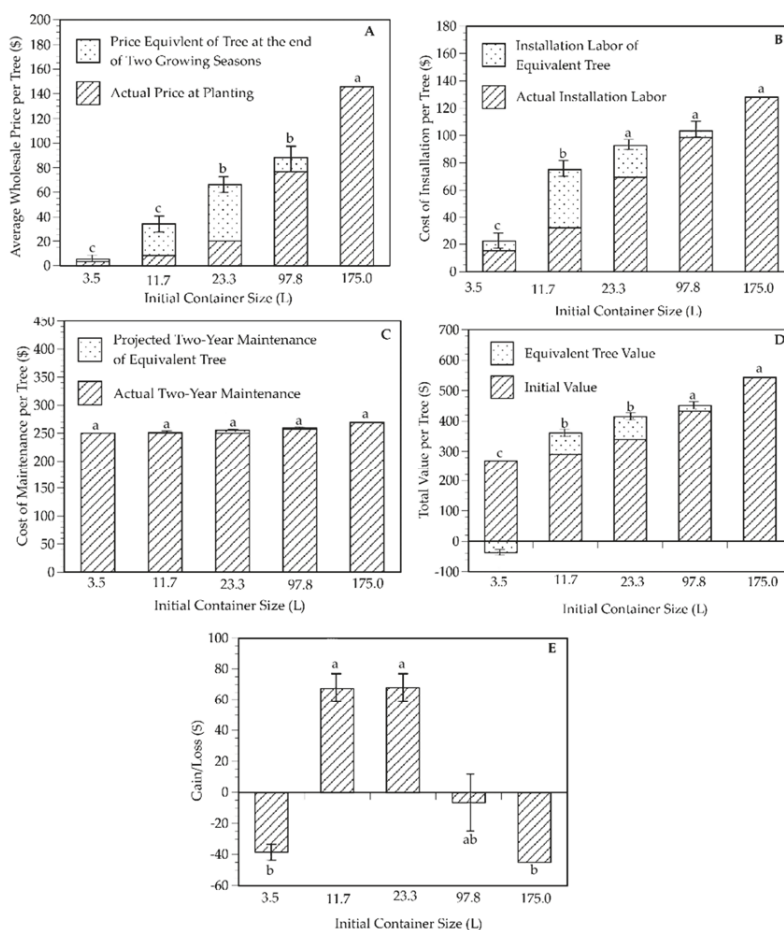 A
200
180
160
140
120
100
80
60
40
20
0
Average Wholesale Price per Tree ($)
Price Equivlent of Tree at the end
of Two Growing Seasons
Actual Price at Planting
c
c
b
b
a
3.5 11.7 23.3 97.8 175.0
Initial Container Size (L)
B
180
160
140
120
100
80
60
40
20
0
Cost of Installation per Tree ($)
Installation Labor of
Equivalent Tree
Actual Installation Labor
c
b
a
a
a
3.5 11.7 23.3 97.8 175.0
Initial Container Size (L)
C
450
400
350
300
250
200
150
100
50
0
Cost of Maintenance per Tree ($)
Projected Two-Year Maintenance
of Equivalent Tree
Actual Two-Year Maintenance
a a a a a
3.5 11.7 23.3 97.8 175.0
Initial Container Size (L)
D
700
600
500
400
300
200
100
0
-100
Total Value per Tree ($)
Equivalent Tree Value
Initial Value
c
b
b
a
a
3.5 11.7 23.3 97.8 175.0
Initial Container Size (L)
E
100
80
60
40
20
0
-20
-40
-60
Gain/Loss ($)
b
a
a
ab
b
3.5 11.7 23.3 97.8 175.0
Initial Container Size (L)